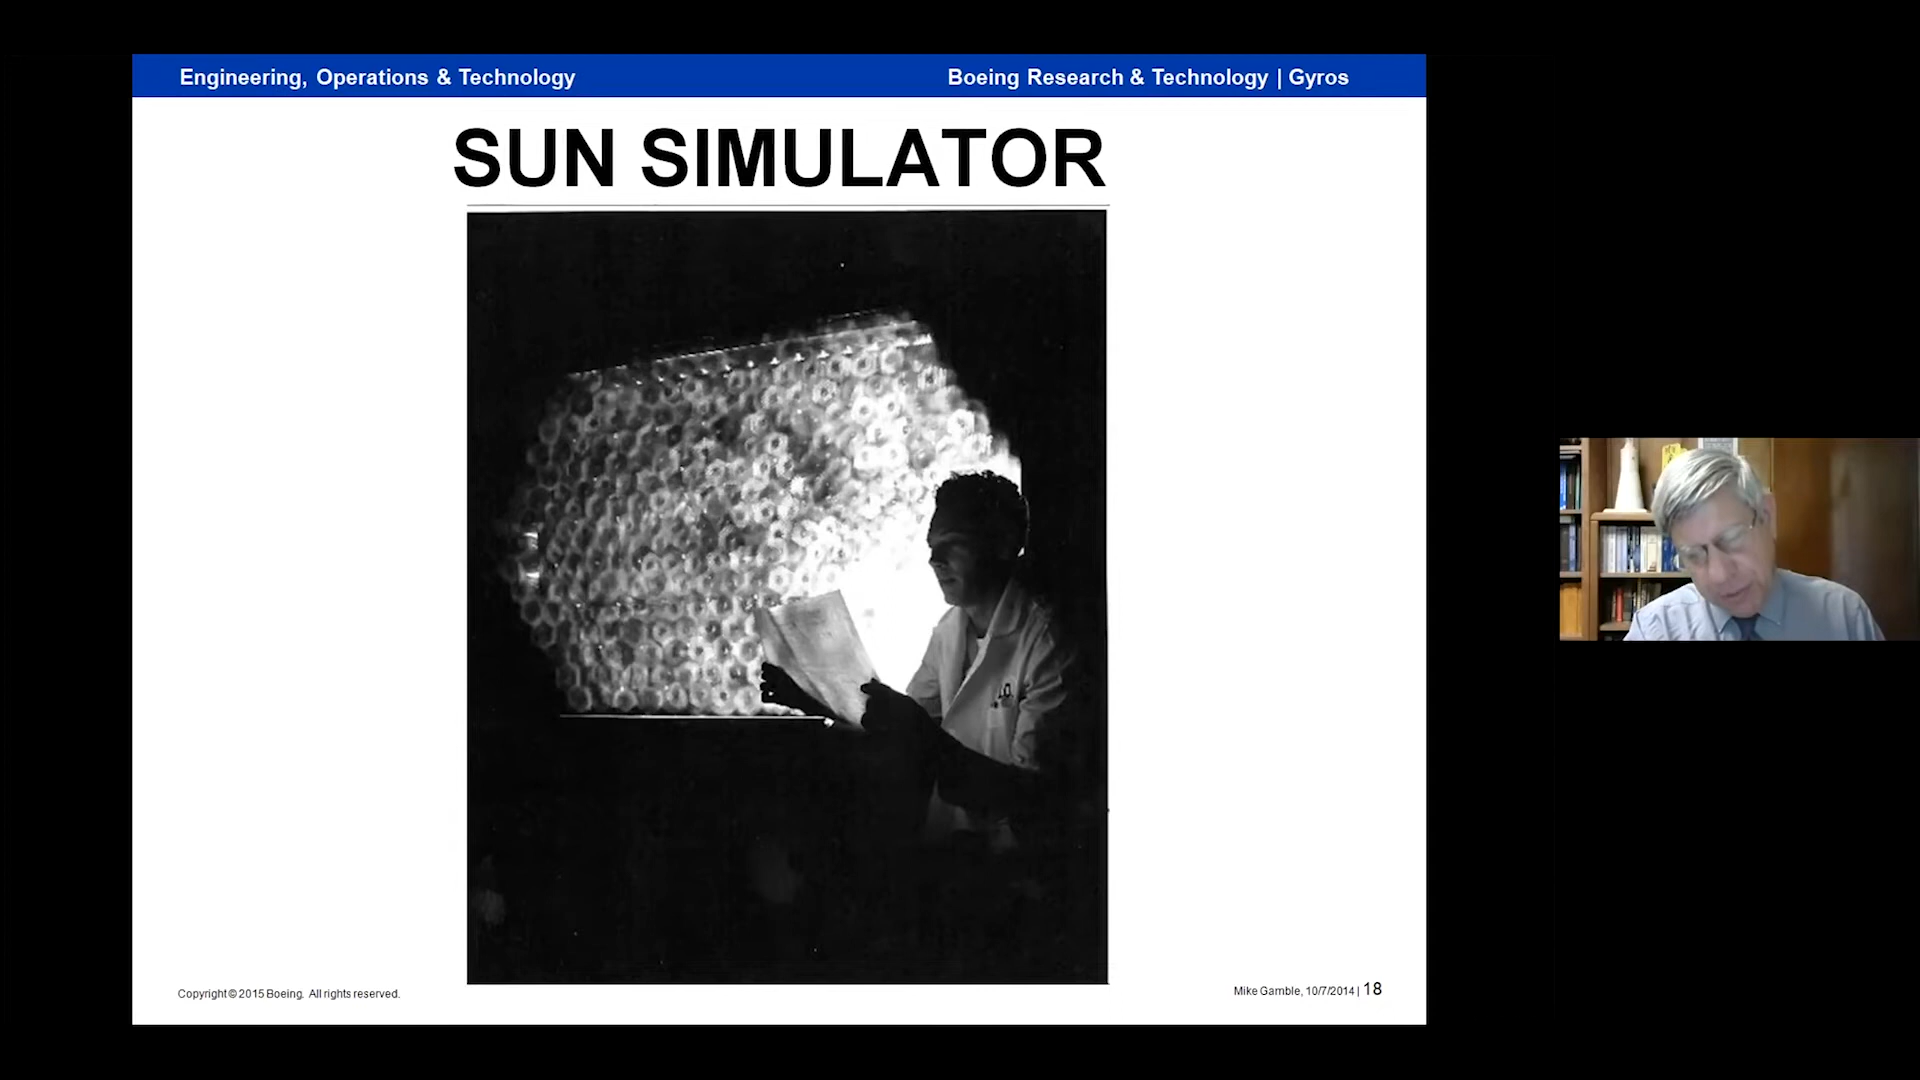 Engineering, Operations & Technology
Boeing Research & Technology | Gyros
SUN SIMULATOR
Copyright © 2015 Boeing. All rights reserved.
Mike Gamble, 10/7/2014 | 18